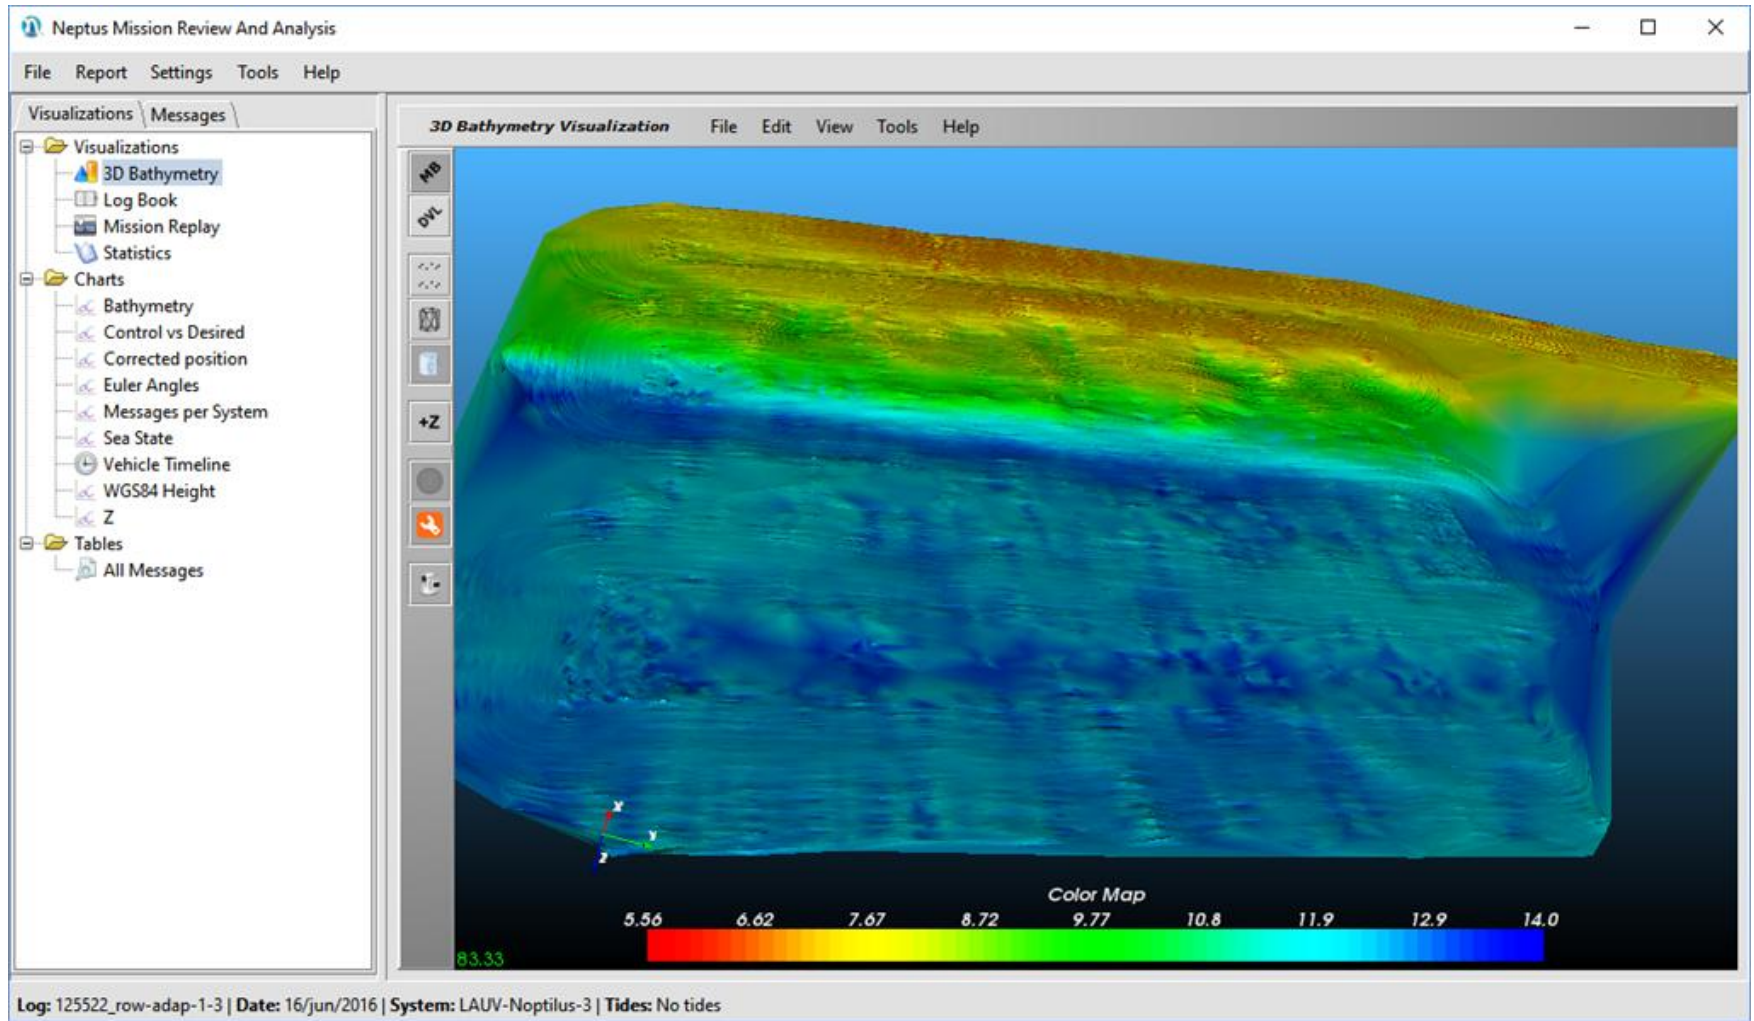 Neptus Mission Review And Analysis
File Report Settings Tools Help
Visualizations Messages
Visualizations
3D Bathymetry
Log Book
Mission Replay
Statistics
Charts
Bathymetry
Control vs Desired
Corrected position
Euler Angles
Messages per System
Sea State
Vehicle Timeline
WGS84 Height
Z
Tables
All Messages
3D Bathymetry Visualization File Edit View Tools Help
MB
DVL
+Z
X
Y
Z
Color Map
5.56 6.62 7.67 8.72 9.77 10.8 11.9 12.9 14.0
83.33
Log: 125522_row-adap-1-3 | Date: 16/jun/2016 | System: LAUV-Noptilus-3 | Tides: No tides